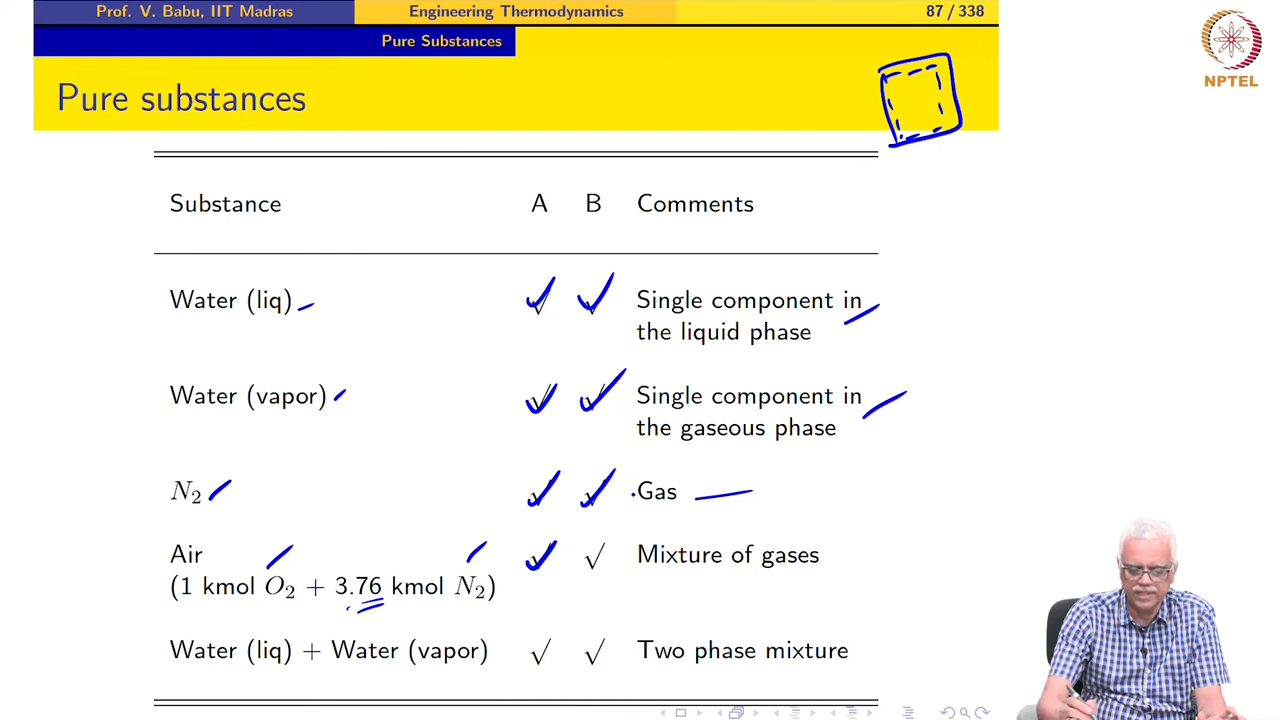 Prof. V. Babu, IIT Madras Engineering Thermodynamics 87 / 338
Pure Substances
NPTEL
Pure substances
Substance A B Comments
Water (liq) √ √ Single component in
the liquid phase
Water (vapor) √ √ Single component in
the gaseous phase
N₂ √ √ Gas
Air √ √ Mixture of gases
(1 kmol O₂ + 3.76 kmol N₂)
Water (liq) + Water (vapor) √ √ Two phase mixture